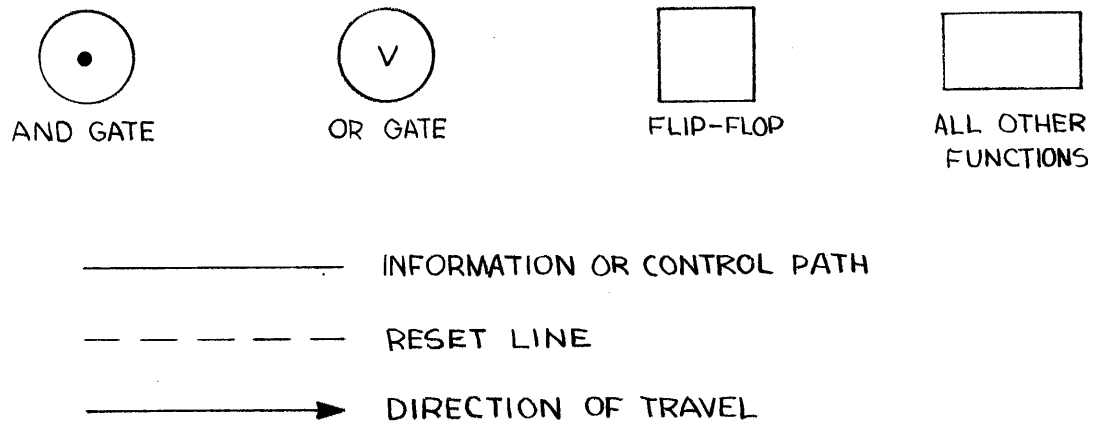 V
AND GATE
OR GATE
FLIP-FLOP
ALL OTHER
FUNCTIONS
INFORMATION OR CONTROL PATH
RESET LINE
DIRECTION OF TRAVEL